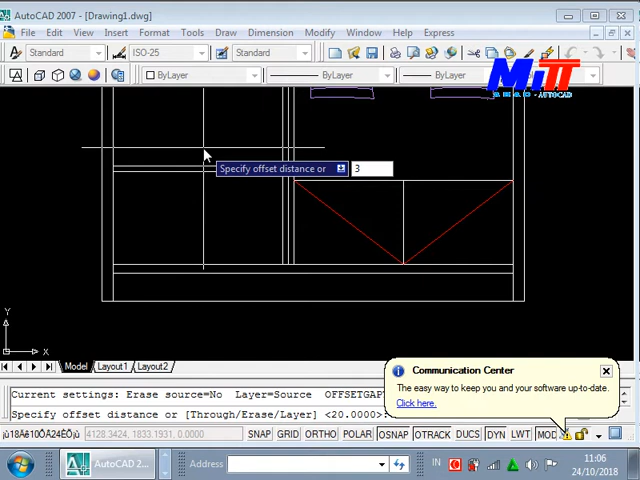 AutoCAD 2007 - [Drawing1.dwg]
File Edit View Insert Format Tools Draw Dimension Modify Window Help Express
Standard ISO-25 Standard
ByLayer ByLayer ByLayer
MiTT
- AUTOCAD
Specify offset distance or 3
Y
X
Model Layout1 Layout2
Communication Center
The easy way to keep you and your software up-to-date.
Click here.
Current settings: Erase source=No Layer=Source OFFSETGAPT
Specify offset distance or [Through/Erase/Layer] <20.0000>:
4128.3424, 1833.1931, 0.0000 SNAP GRID ORTHO POLAR OSNAP OTRACK DUCS DYN LWT MOD
AutoCAD 2... Address IN 11:06
24/10/2018